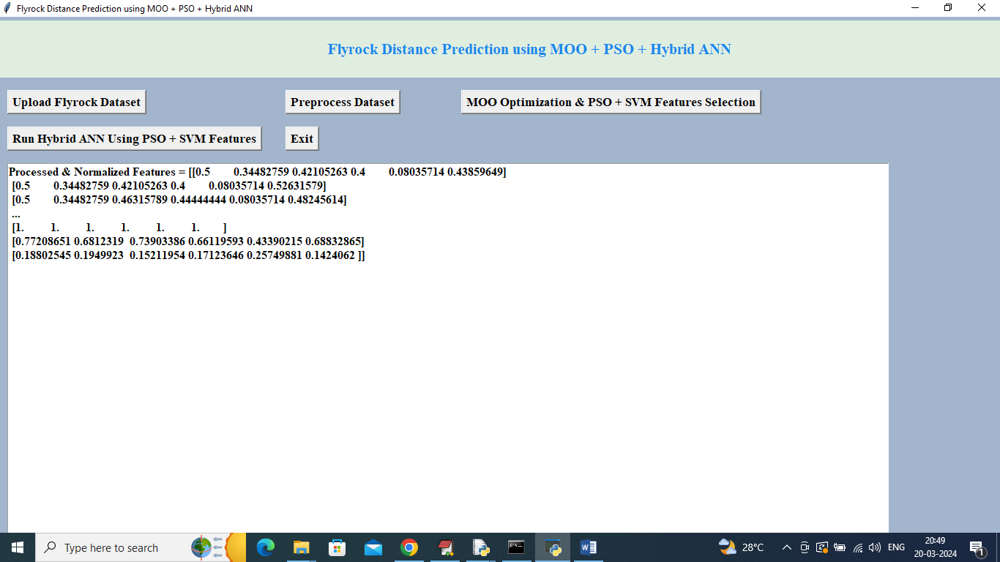 Flyrock Distance Prediction using MOO + PSO + Hybrid ANN
Flyrock Distance Prediction using MOO + PSO + Hybrid ANN
Upload Flyrock Dataset
Preprocess Dataset
MOO Optimization & PSO + SVM Features Selection
Run Hybrid ANN Using PSO + SVM Features
Exit
Processed & Normalized Features = [[0.5 0.34482759 0.42105263 0.4 0.08035714 0.43859649]
[0.5 0.34482759 0.42105263 0.4 0.08035714 0.52631579]
[0.5 0.34482759 0.46315789 0.44444444 0.08035714 0.48245614]
...
[1. 1. 1. 1. 1. 1. ]
[0.77208651 0.6812319 0.73903386 0.66119593 0.43390215 0.68832865]
[0.18802545 0.1949923 0.15211954 0.17123646 0.25749881 0.1424062 ]]
Type here to search
28°C
ENG
20:49
20-03-2024
1